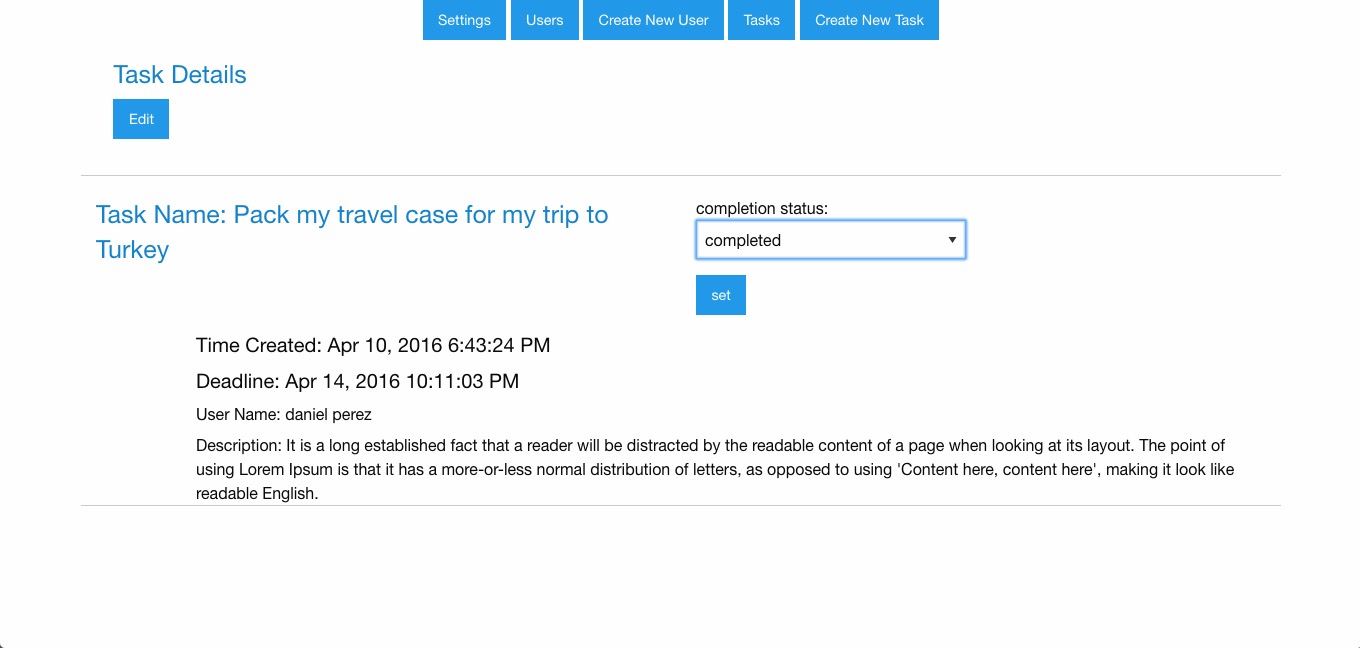 Settings Users Create New User Tasks Create New Task
Task Details
Edit
Task Name: Pack my travel case for my trip to
Turkey
completion status:
completed
set
Time Created: Apr 10, 2016 6:43:24 PM
Deadline: Apr 14, 2016 10:11:03 PM
User Name: daniel perez
Description: It is a long established fact that a reader will be distracted by the readable content of a page when looking at its layout. The point of
using Lorem Ipsum is that it has a more-or-less normal distribution of letters, as opposed to using 'Content here, content here', making it look like
readable English.